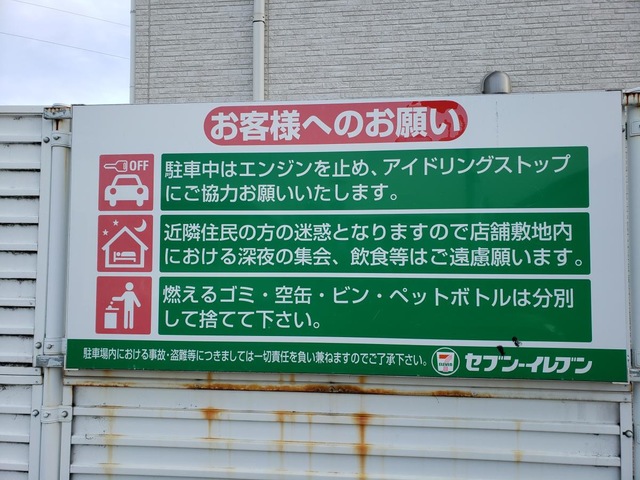 お客様へのお願い
OFF
駐車中はエンジンを止め、アイドリングストップ
にご協力お願いいたします。
近隣住民の方の迷惑となりますので店舗敷地内
における深夜の集会、飲食等はご遠慮願います。
燃えるゴミ・空缶・ビン・ペットボトルは分別
して捨てて下さい。
駐車場内における事故・盗難等につきましては一切責任を負い兼ねますのでご了承下さい。 7 ELEVEN セブン-イレブン